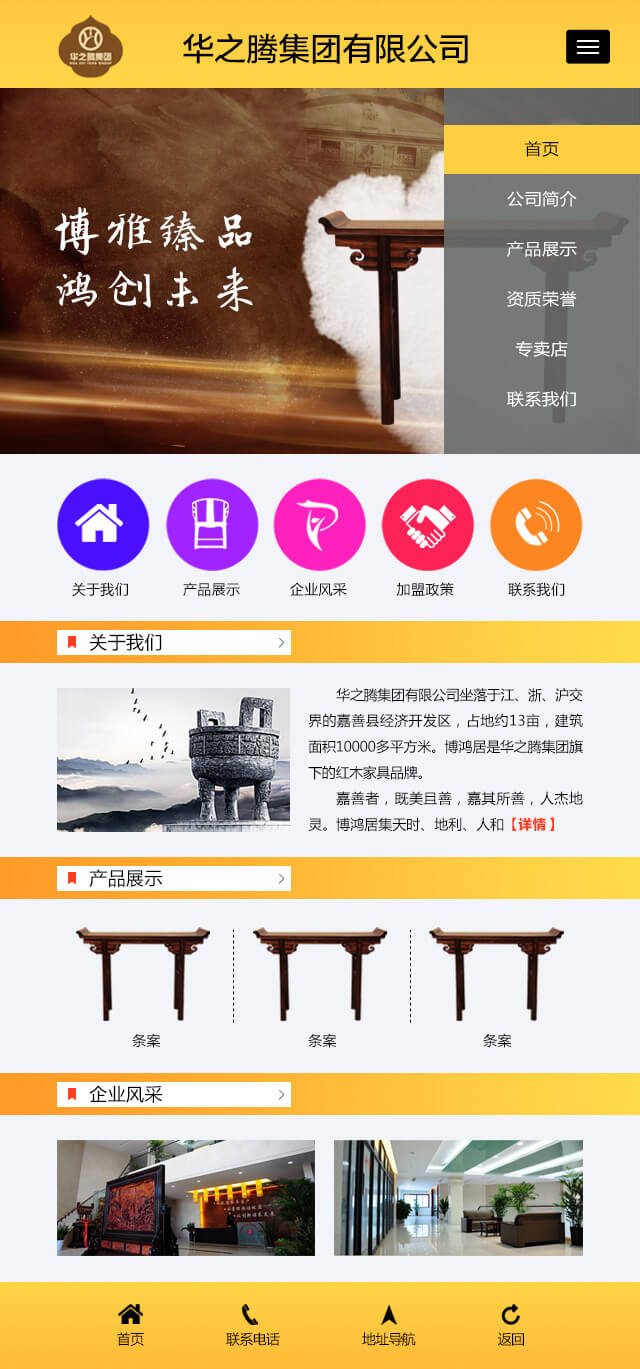 华之腾集团
HUA ZHI TENG GROUP
华之腾集团有限公司
首页
公司简介
产品展示
资质荣誉
专卖店
联系我们
博雅臻品
鸿创未来
关于我们
产品展示
企业风采
加盟政策
联系我们
关于我们
华之腾集团有限公司坐落于江、浙、沪交
界的嘉善县经济开发区，占地约13亩，建筑
面积10000多平方米。博鸿居是华之腾集团旗
下的红木家具品牌。
嘉善者，既美且善，嘉其所善，人杰地
灵。博鸿居集天时、地利、人和【详情】
产品展示
条案
条案
条案
企业风采
首页
联系电话
地址导航
返回